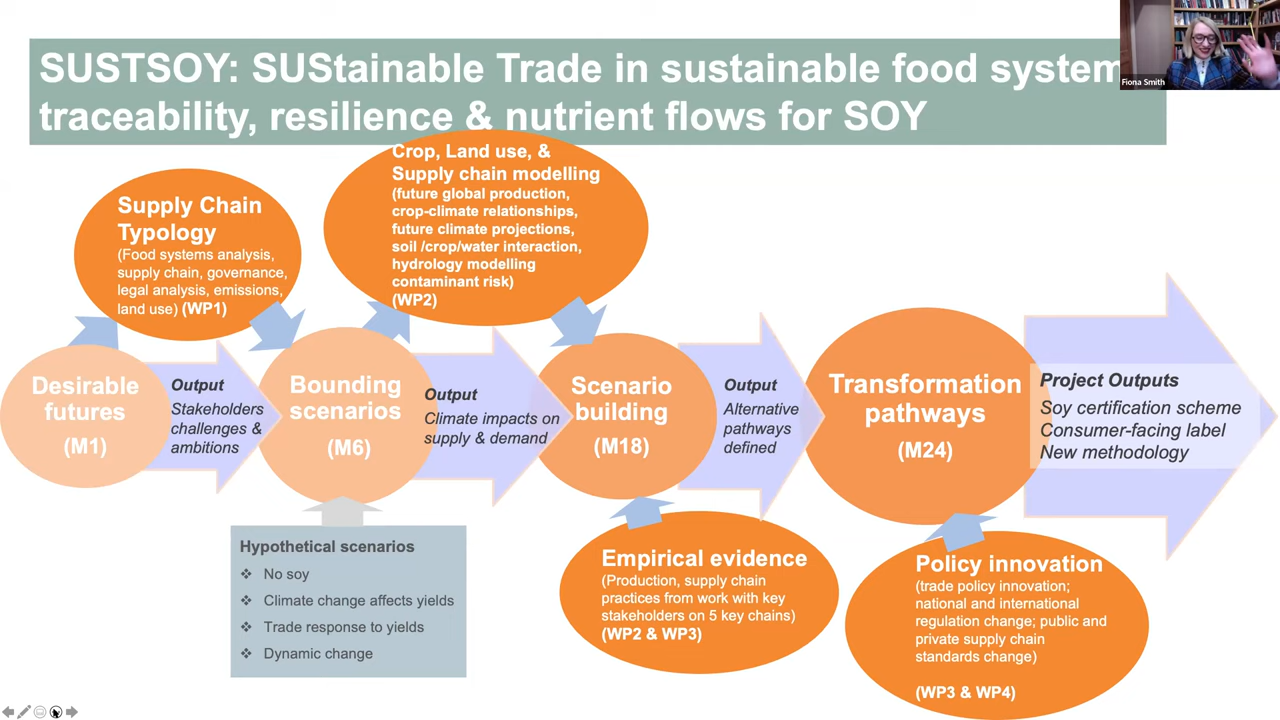 SUSTSOY: SUStainable Trade in sustainable food system
traceability, resilience & nutrient flows for SOY
Fiona Smith
Supply Chain
Typology
(Food systems analysis,
supply chain, governance,
legal analysis, emissions,
land use) (WP1)
Crop, Land use, &
Supply chain modelling
(future global production,
crop-climate relationships,
future climate projections,
soil /crop/water interaction,
hydrology modelling
contaminant risk)
(WP2)
Desirable
futures
(M1)
Output
Stakeholders
challenges &
ambitions
Bounding
scenarios
(M6)
Output
Climate impacts on
supply & demand
Scenario
building
(M18)
Output
Alternative
pathways
defined
Transformation
pathways
(M24)
Project Outputs
Soy certification scheme
Consumer-facing label
New methodology
Hypothetical scenarios
❖ No soy
❖ Climate change affects yields
❖ Trade response to yields
❖ Dynamic change
Empirical evidence
(Production, supply chain
practices from work with key
stakeholders on 5 key chains)
(WP2 & WP3)
Policy innovation
(trade policy innovation;
national and international
regulation change; public and
private supply chain
standards change)
(WP3 & WP4)